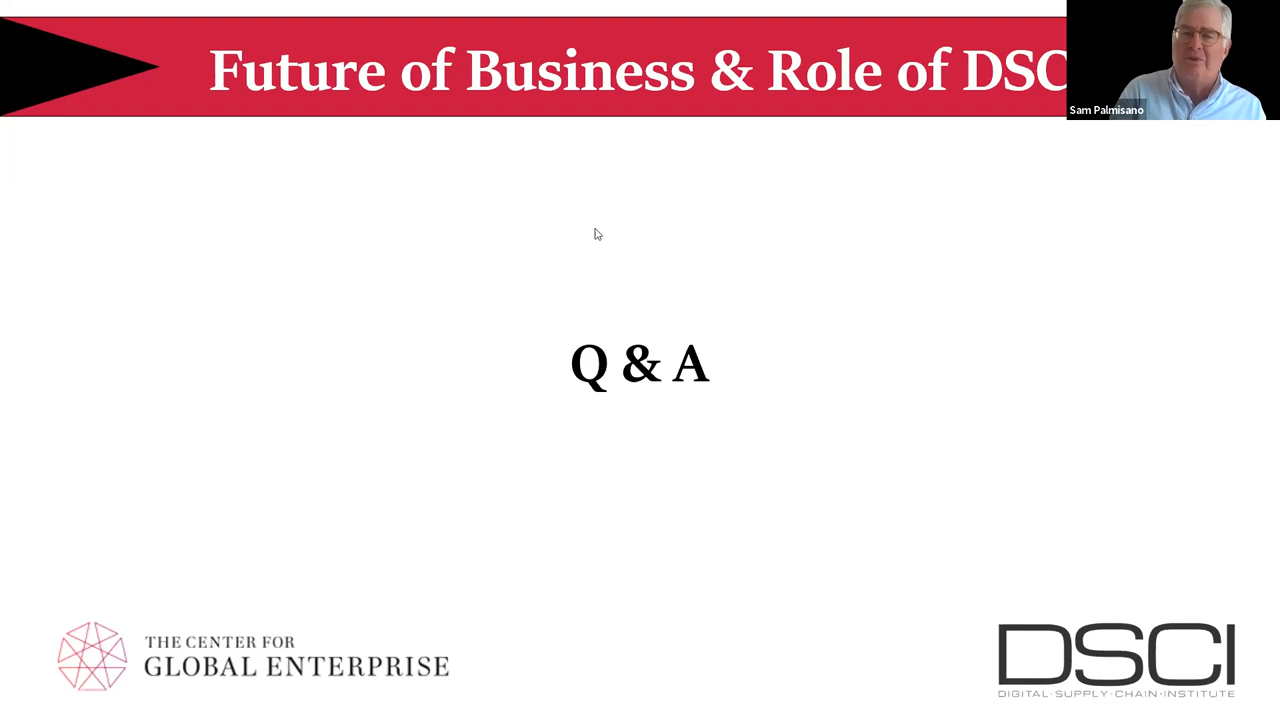 Future of Business & Role of DSC
Sam Palmisano
Q & A
THE CENTER FOR
GLOBAL ENTERPRISE
DSCI
DIGITAL·SUPPLY·CHAIN·INSTITUTE